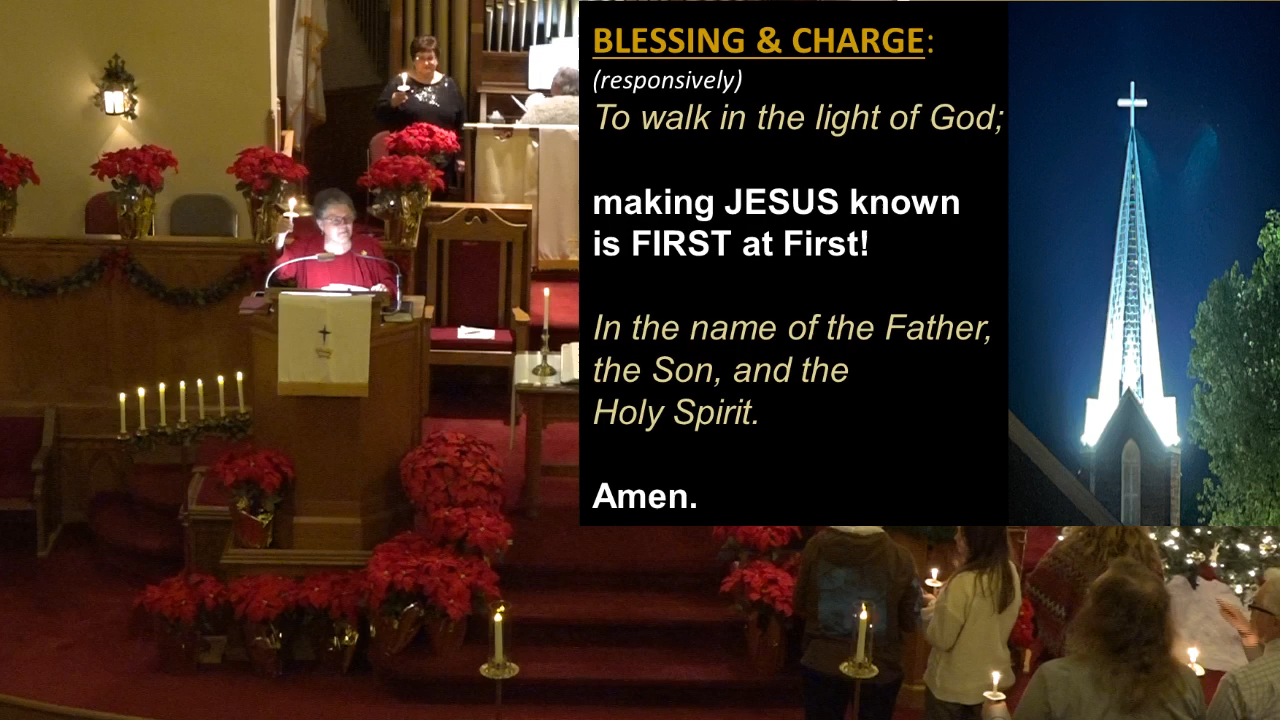 BLESSING & CHARGE:
(responsively)
To walk in the light of God;
making JESUS known
is FIRST at First!
In the name of the Father,
the Son, and the
Holy Spirit.
Amen.